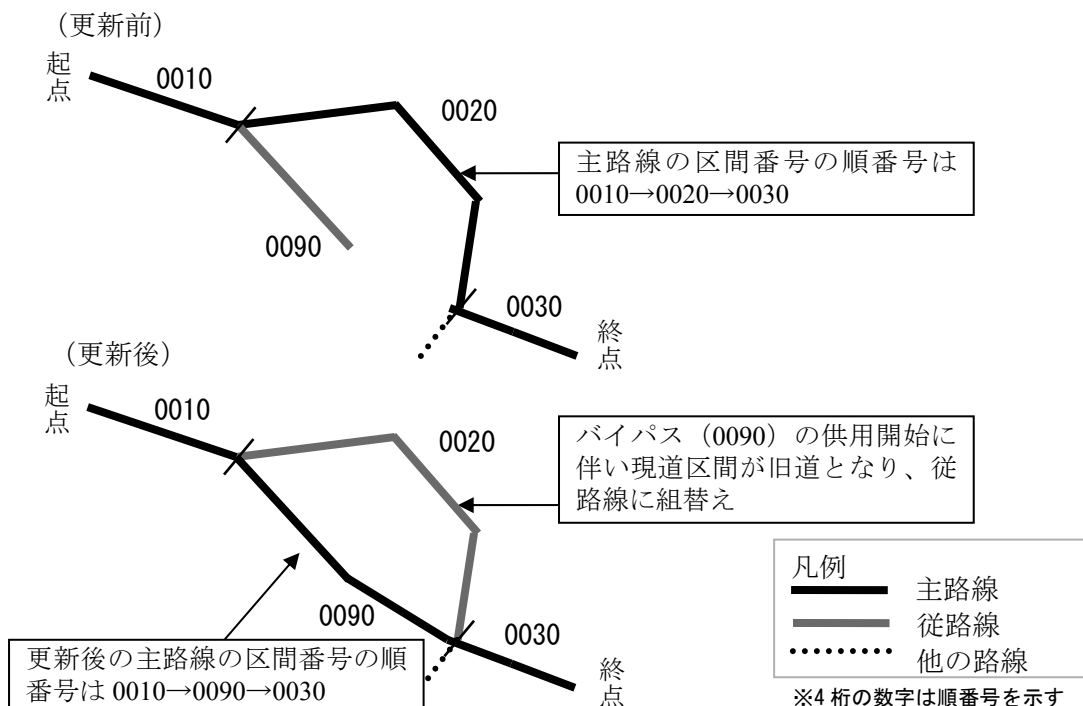 （更新前）
起点
0010
0020
主路線の区間番号の順番号は
0010→0020→0030
0090
0030
終点
（更新後）
起点
0010
0020
バイパス（0090）の供用開始に
伴い現道区間が旧道となり、従
路線に組替え
0090
0030
終点
更新後の主路線の区間番号の順
番号は 0010→0090→0030
凡例
主路線
従路線
他の路線
※4 桁の数字は順番号を示す